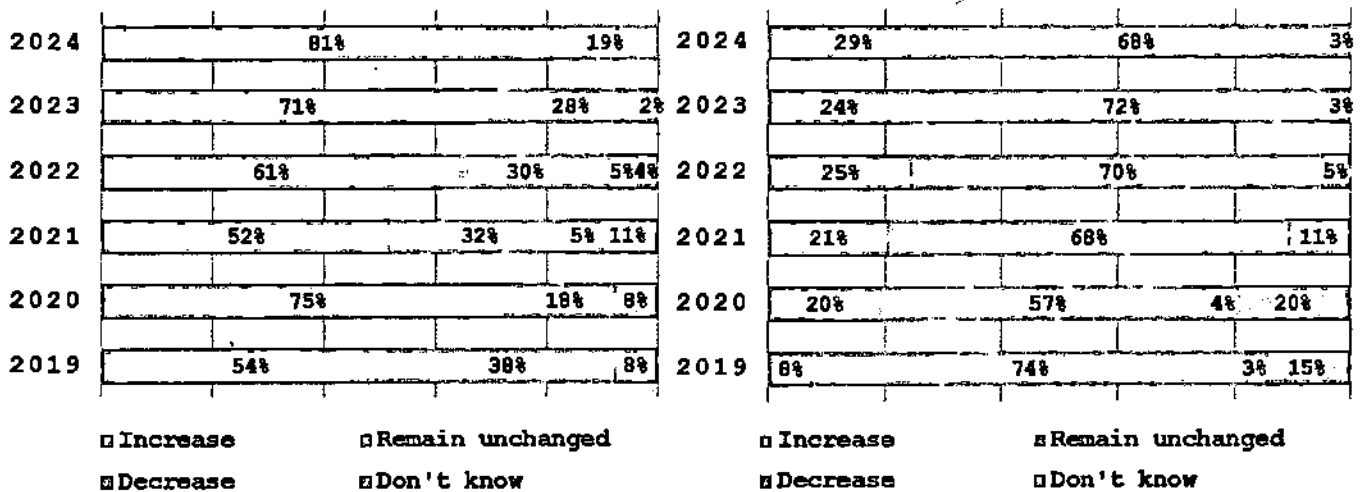 2024 81% 19% 2024 29% 68% 3%
2023 71% 28% 2% 2023 24% 72% 3%
2022 61% 30% 5% 4% 2022 25% 70% 5%
2021 52% 32% 5% 11% 2021 21% 68% 11%
2020 75% 18% 8% 2020 20% 57% 4% 20%
2019 54% 38% 8% 2019 8% 74% 3% 15%
Increase Remain unchanged Increase Remain unchanged
Decrease Don't know Decrease Don't know